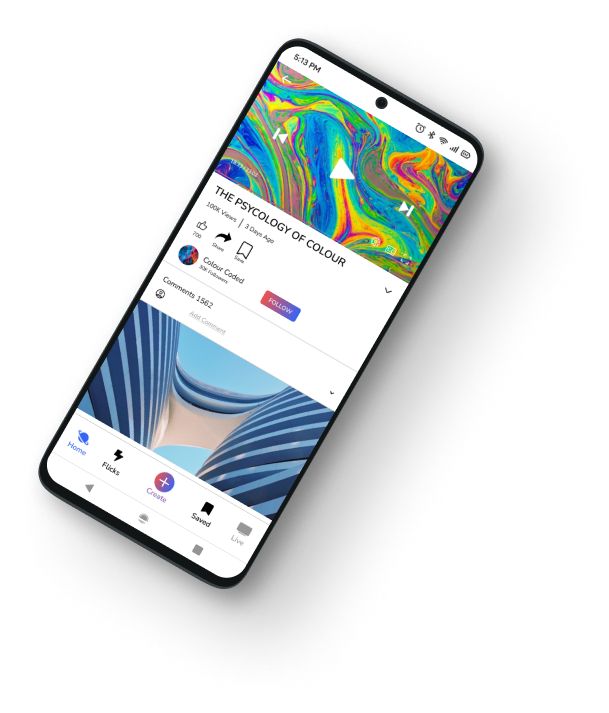 5:13 PM
THE PSYCOLOGY OF COLOUR
100K Views | 3 Days Ago
700
Share
Save
Colour Coded
50K Followers
FOLLOW
Comments 1562
Add Comment
Home
Flicks
Create
Saved
Live